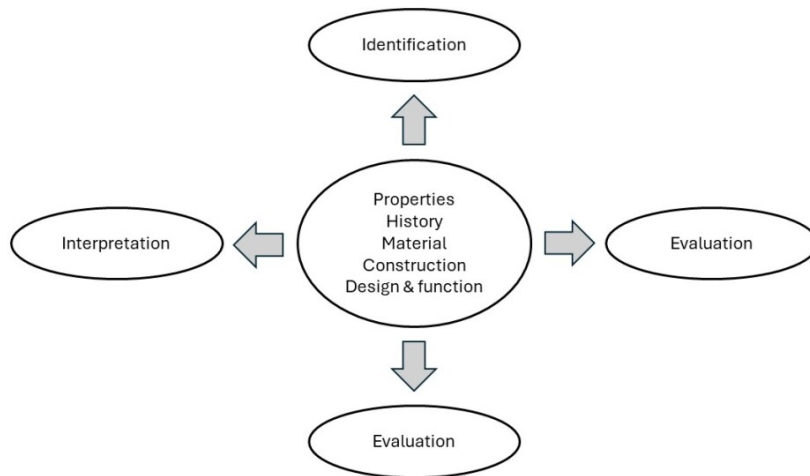 Identification
Properties
History
Material
Construction
Design & function
Interpretation
Evaluation
Evaluation